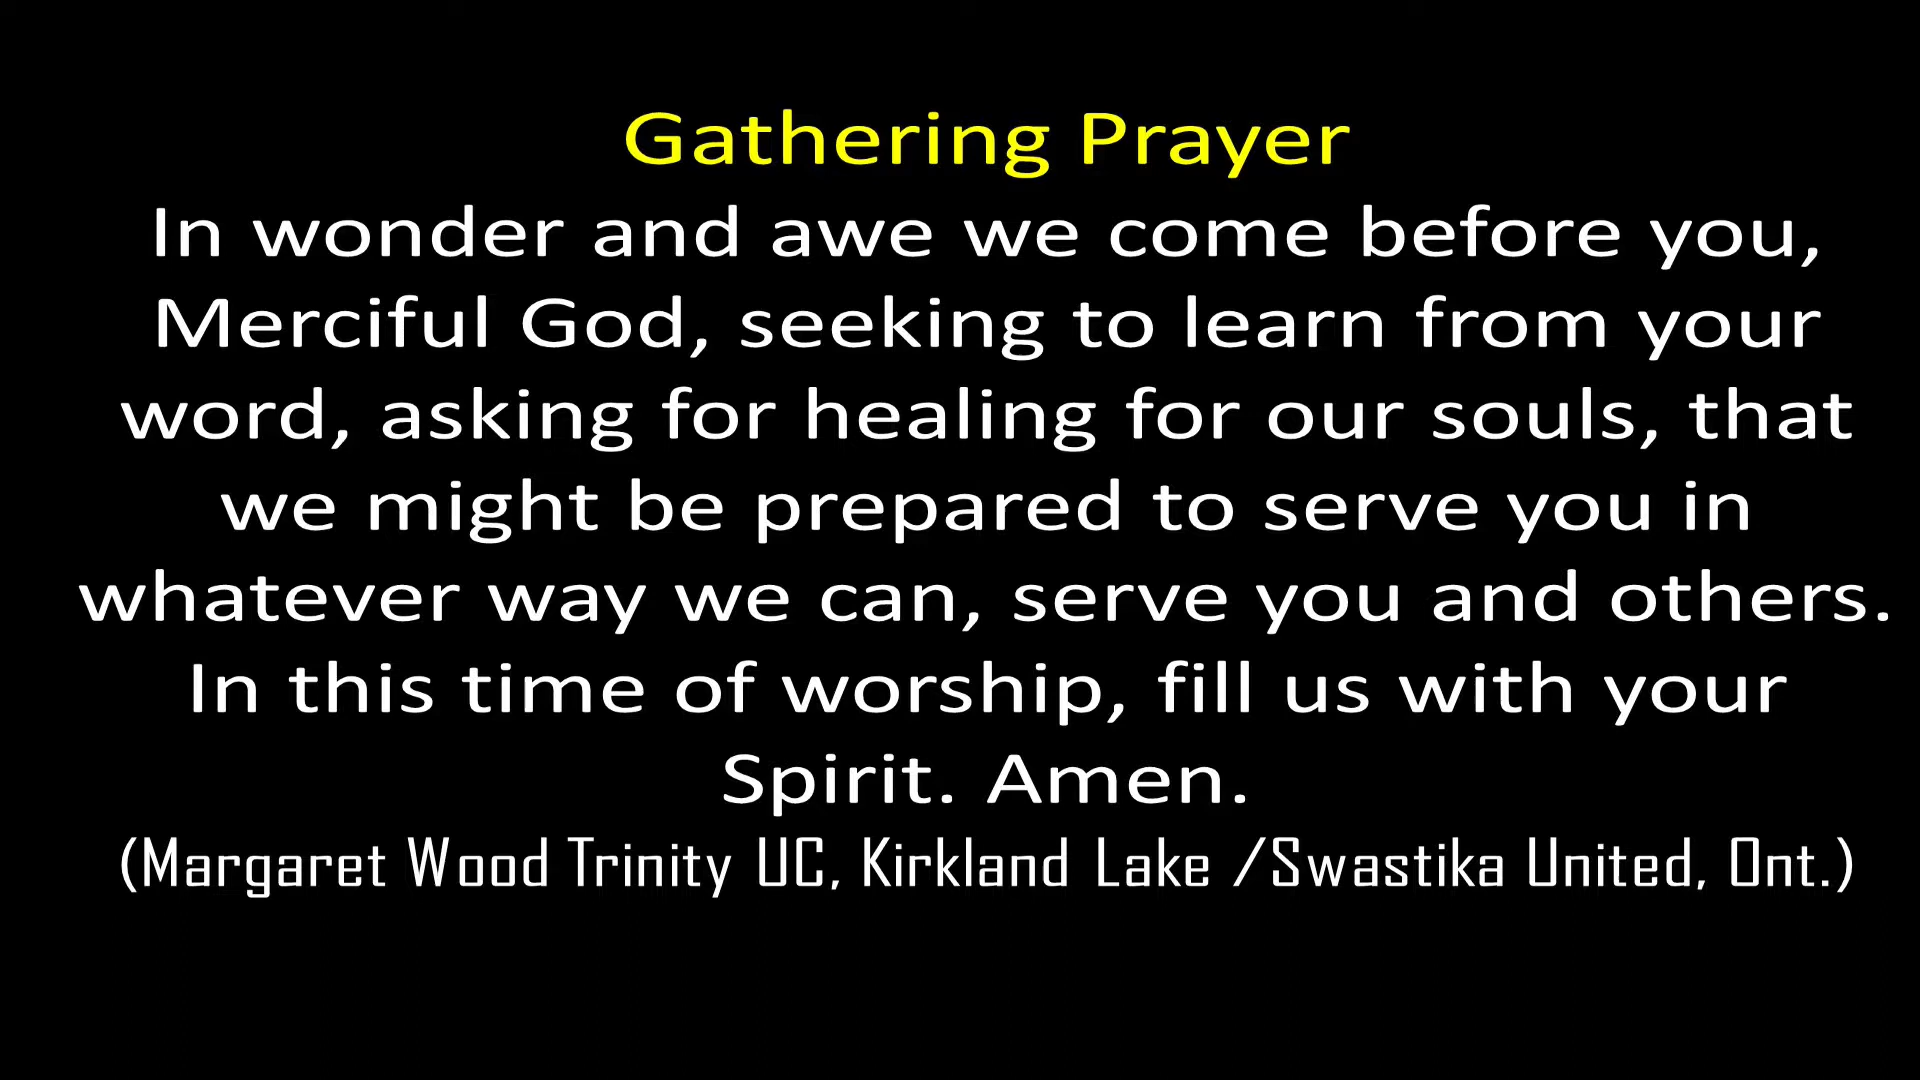 Gathering Prayer
In wonder and awe we come before you,
Merciful God, seeking to learn from your
word, asking for healing for our souls, that
we might be prepared to serve you in
whatever way we can, serve you and others.
In this time of worship, fill us with your
Spirit. Amen.
(Margaret Wood Trinity UC, Kirkland Lake /Swastika United, Ont.)